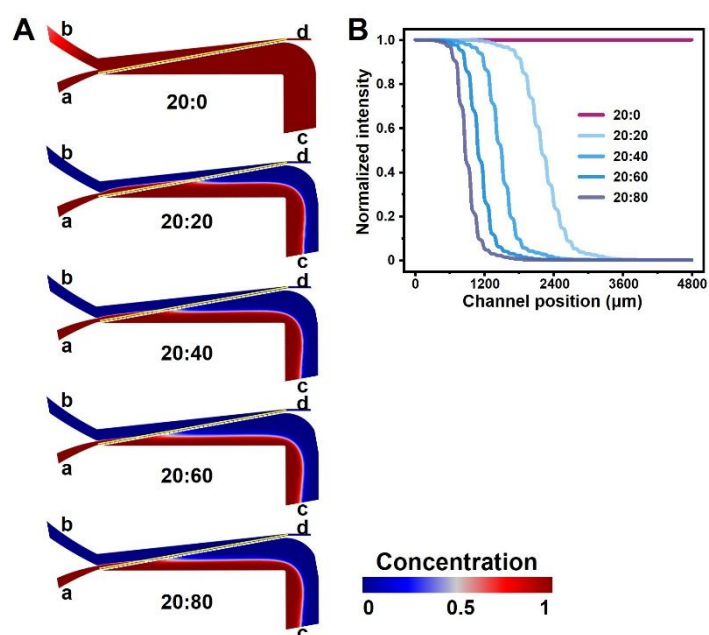 A
b
d
a
20:0
c
b
d
a
20:20
c
b
d
a
20:40
c
b
d
a
20:60
c
b
d
a
20:80
c
B
Normalized intensity
1.0
0.8
0.6
0.4
0.2
0
20:0
20:20
20:40
20:60
20:80
0 1200 2400 3600 4800
Channel position (μm)
Concentration
0 0.5 1